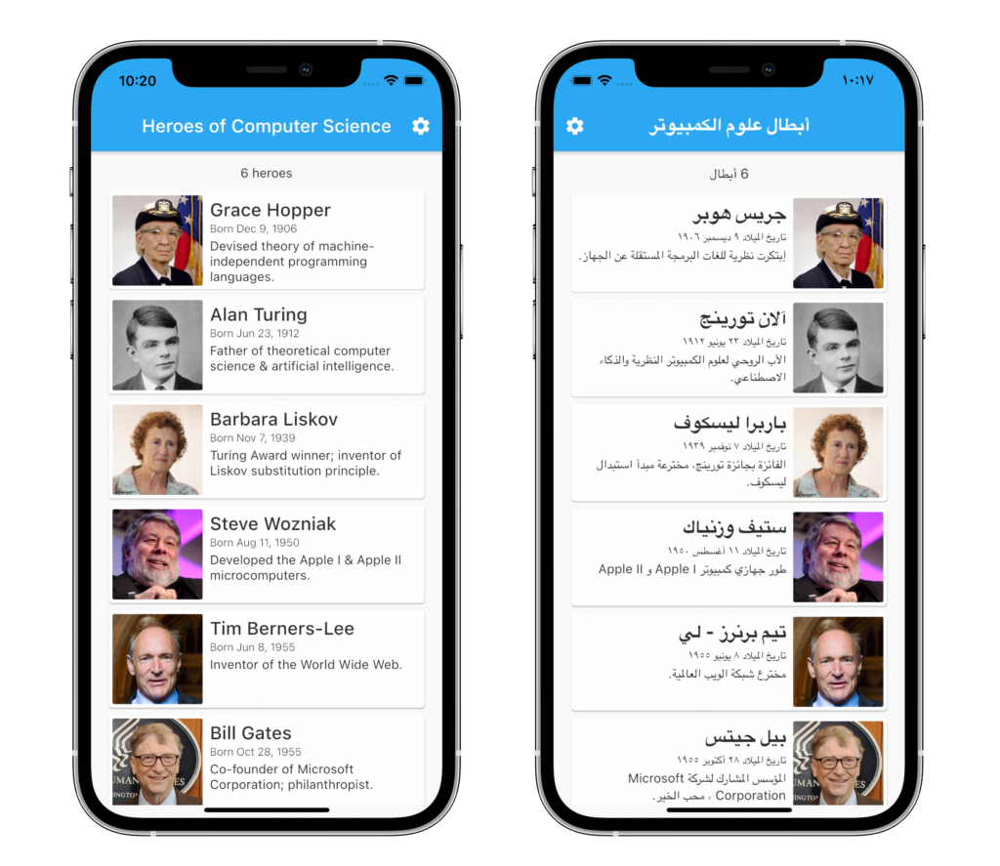 10:20
Heroes of Computer Science
6 heroes
Grace Hopper
Born Dec 9, 1906
Devised theory of machine-
independent programming
languages.
Alan Turing
Born Jun 23, 1912
Father of theoretical computer
science & artificial intelligence.
Barbara Liskov
Born Nov 7, 1939
Turing Award winner; inventor of
Liskov substitution principle.
Steve Wozniak
Born Aug 11, 1950
Developed the Apple I & Apple II
microcomputers.
Tim Berners-Lee
Born Jun 8, 1955
Inventor of the World Wide Web.
Bill Gates
Born Oct 28, 1955
Co-founder of Microsoft
Corporation; philanthropist.
١٠:١٧
أبطال علوم الكمبيوتر
6 أبطال
جريس هوبر
تاريخ الميلاد ٩ ديسمبر ١٩٠٦
إبتكرت نظرية للغات البرمجة المستقلة عن الجهاز.
آلان تورينج
تاريخ الميلاد ٢٣ يونيو ١٩١٢
الأب الروحي لعلوم الكمبيوتر النظرية والذكاء
الاصطناعي.
باربرا ليسكوف
تاريخ الميلاد ٧ نوفمبر ١٩٣٩
الفائزة بجائزة تورينج، مخترعة مبدأ استبدال
ليسكوف.
ستيف وزنياك
تاريخ الميلاد ١١ أغسطس ١٩٥٠
طور جهازي كمبيوتر Apple I و Apple II
تيم برنرز - لي
تاريخ الميلاد ٨ يونيو ١٩٥٥
مخترع شبكة الويب العالمية.
بيل جيتس
تاريخ الميلاد ٢٨ أكتوبر ١٩٥٥
المؤسس المشارك لشركة Microsoft
Corporation ، محب الخير.